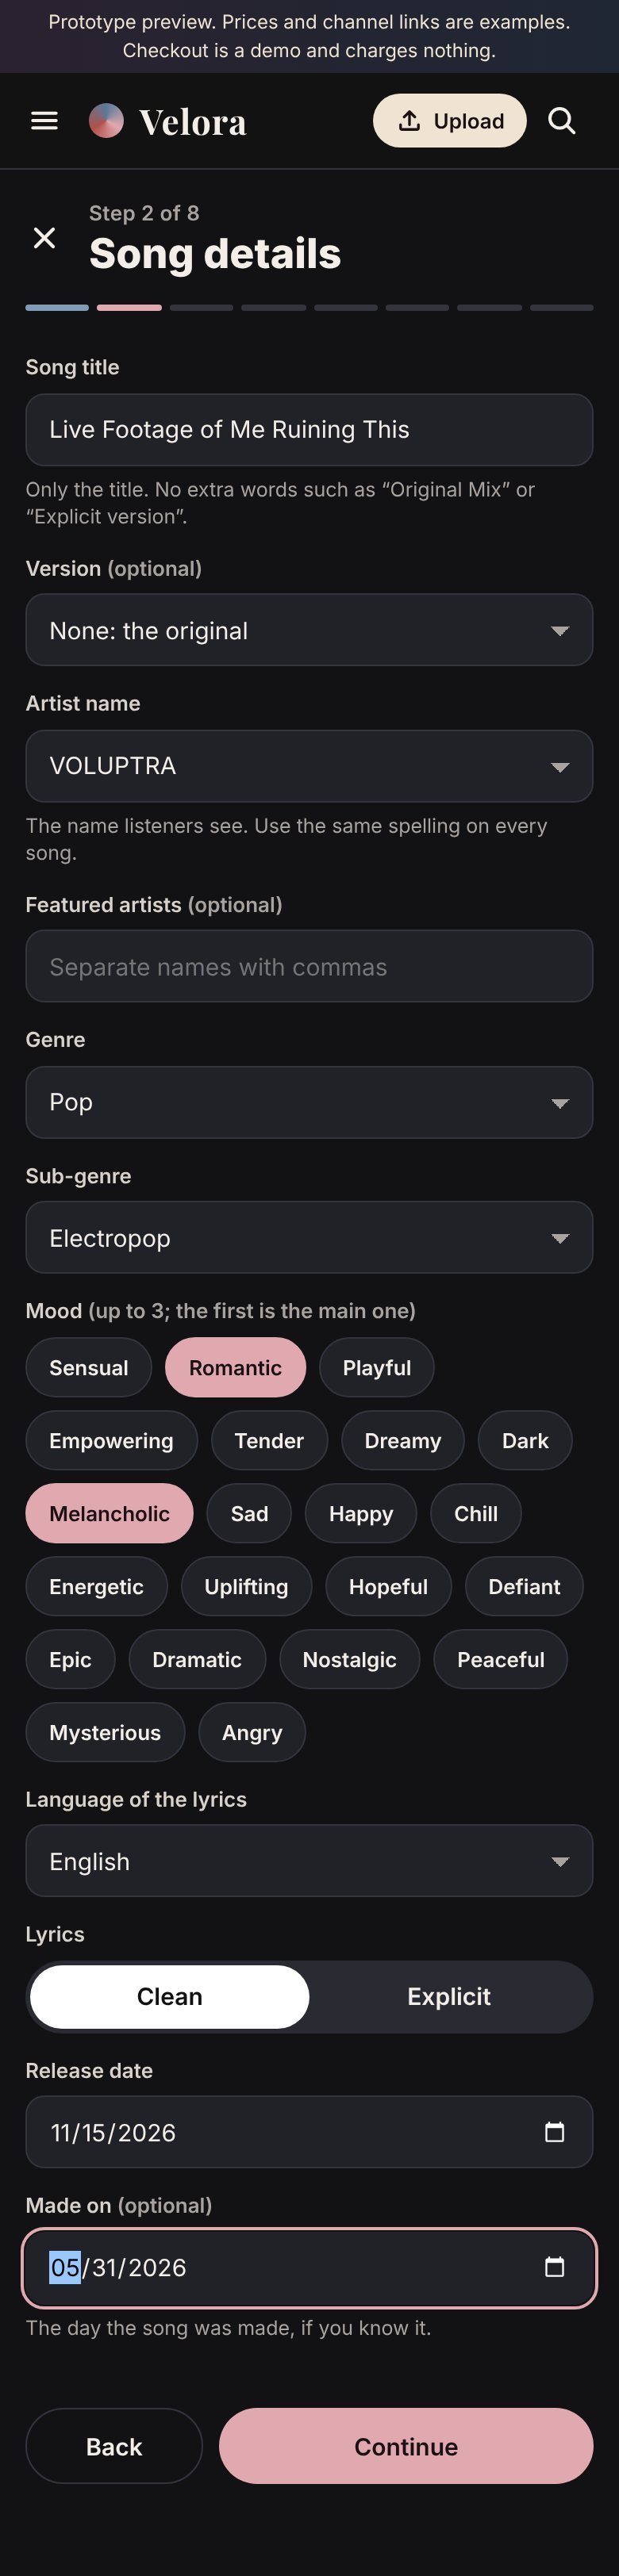 Prototype preview. Prices and channel links are examples.
Checkout is a demo and charges nothing.
Velora
Upload
Step 2 of 8
Song details
Song title
Live Footage of Me Ruining This
Only the title. No extra words such as “Original Mix” or
“Explicit version”.
Version (optional)
None: the original
Artist name
VOLUPTRA
The name listeners see. Use the same spelling on every
song.
Featured artists (optional)
Separate names with commas
Genre
Pop
Sub-genre
Electropop
Mood (up to 3; the first is the main one)
Sensual Romantic Playful
Empowering Tender Dreamy Dark
Melancholic Sad Happy Chill
Energetic Uplifting Hopeful Defiant
Epic Dramatic Nostalgic Peaceful
Mysterious Angry
Language of the lyrics
English
Lyrics
Clean Explicit
Release date
11/15/2026
Made on (optional)
05/31/2026
The day the song was made, if you know it.
Back Continue